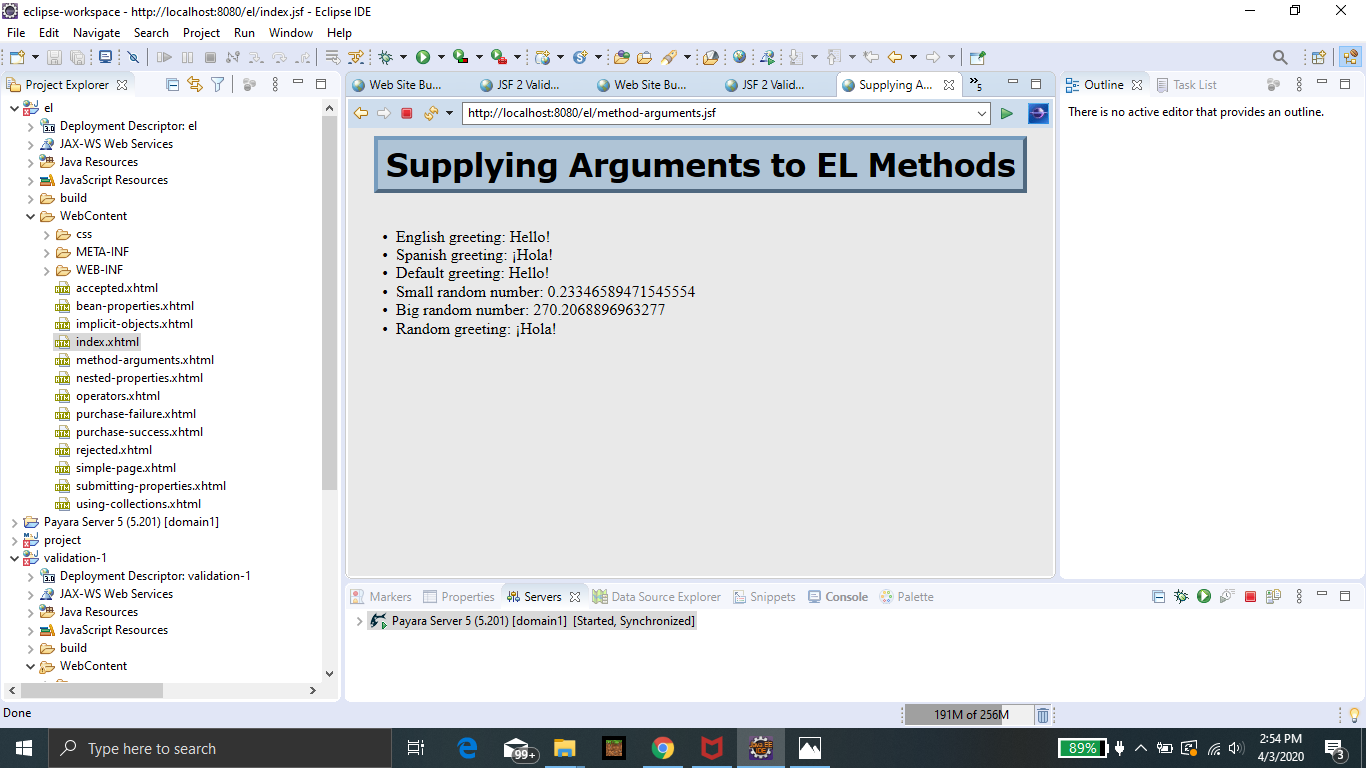 eclipse-workspace - http://localhost:8080/el/index.jsf - Eclipse IDE
File Edit Navigate Search Project Run Window Help
Project Explorer
el
Deployment Descriptor: el
JAX-WS Web Services
Java Resources
JavaScript Resources
build
WebContent
css
META-INF
WEB-INF
accepted.xhtml
bean-properties.xhtml
implicit-objects.xhtml
index.xhtml
method-arguments.xhtml
nested-properties.xhtml
operators.xhtml
purchase-failure.xhtml
purchase-success.xhtml
rejected.xhtml
simple-page.xhtml
submitting-properties.xhtml
using-collections.xhtml
Payara Server 5 (5.201) [domain1]
project
validation-1
Deployment Descriptor: validation-1
JAX-WS Web Services
Java Resources
JavaScript Resources
build
WebContent
Web Site Bu... JSF 2 Valid... Web Site Bu... JSF 2 Valid... Supplying A... 5
http://localhost:8080/el/method-arguments.jsf
Supplying Arguments to EL Methods
• English greeting: Hello!
• Spanish greeting: ¡Hola!
• Default greeting: Hello!
• Small random number: 0.23346589471545554
• Big random number: 270.2068896963277
• Random greeting: ¡Hola!
Outline Task List
There is no active editor that provides an outline.
Markers Properties Servers Data Source Explorer Snippets Console Palette
Payara Server 5 (5.201) [domain1] [Started, Synchronized]
Done
191M of 256M
Type here to search
99+
89%
2:54 PM
4/3/2020
3